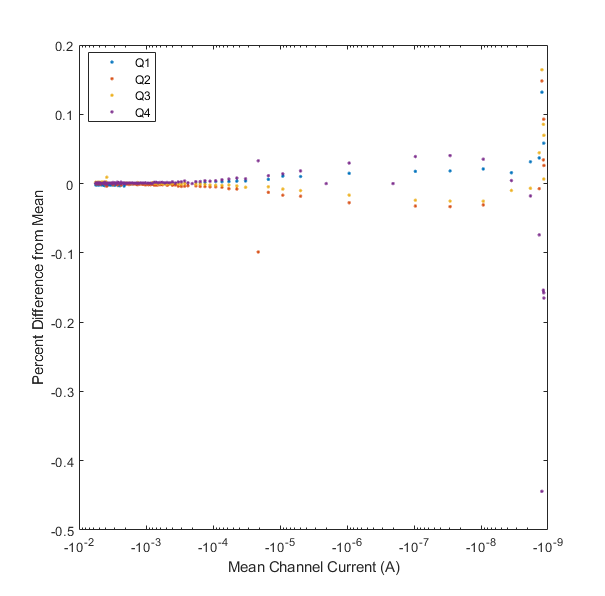 0.2
0.1
0
-0.1
-0.2
-0.3
-0.4
-0.5
Q1
Q2
Q3
Q4
Percent Difference from Mean
-10^-2 -10^-3 -10^-4 -10^-5 -10^-6 -10^-7 -10^-8 -10^-9
Mean Channel Current (A)